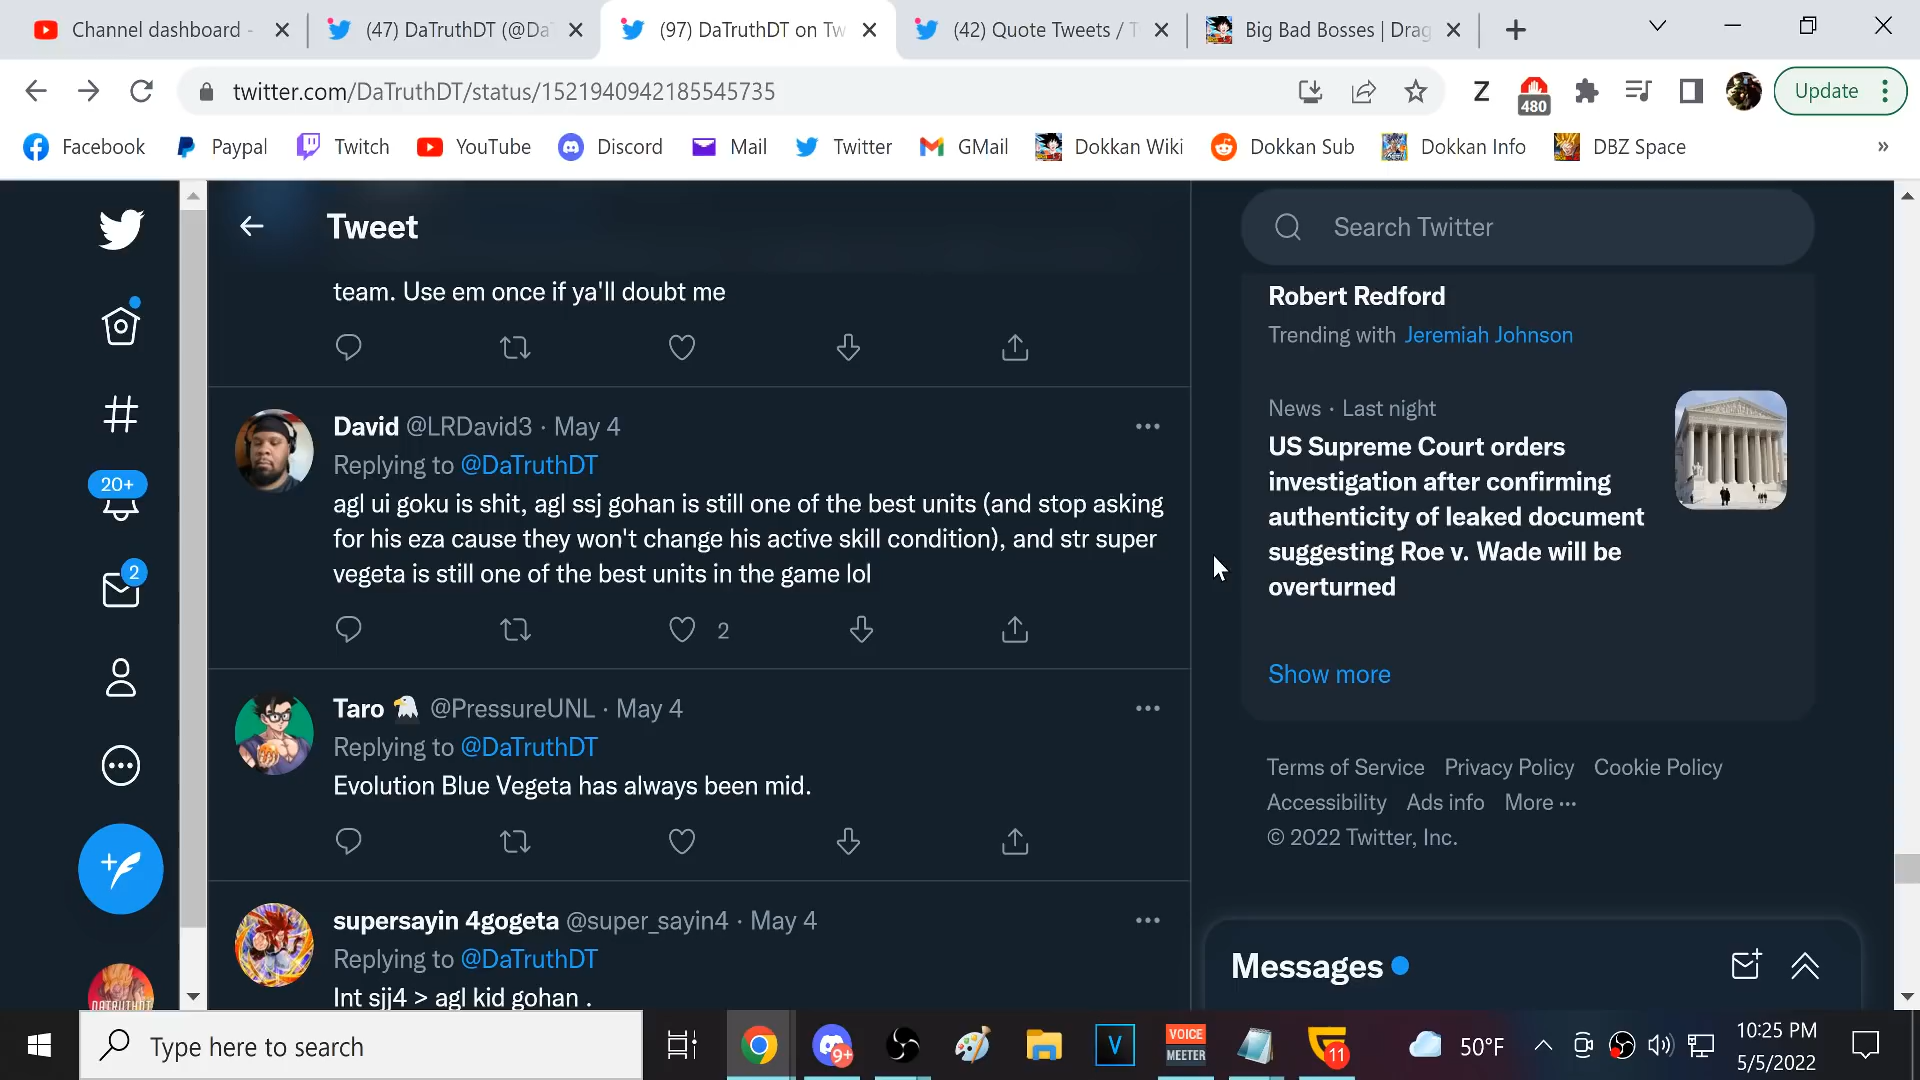 Channel dashboard -
(47) DaTruthDT (@Da
(97) DaTruthDT on Tw
(42) Quote Tweets / T
Big Bad Bosses | Drag
twitter.com/DaTruthDT/status/1521940942185545735
Z
480
Update
Facebook
Paypal
Twitch
YouTube
Discord
Mail
Twitter
GMail
Dokkan Wiki
Dokkan Sub
Dokkan Info
DBZ Space
»
Tweet
team. Use em once if ya'll doubt me
David @LRDavid3 · May 4
Replying to @DaTruthDT
agl ui goku is shit, agl ssj gohan is still one of the best units (and stop asking
for his eza cause they won't change his active skill condition), and str super
vegeta is still one of the best units in the game lol
2
Taro @PressureUNL · May 4
Replying to @DaTruthDT
Evolution Blue Vegeta has always been mid.
supersayin 4gogeta @super_sayin4 · May 4
Replying to @DaTruthDT
Int sjj4 > agl kid gohan .
20+
2
DATRUTHDT
Search Twitter
Robert Redford
Trending with Jeremiah Johnson
News · Last night
US Supreme Court orders
investigation after confirming
authenticity of leaked document
suggesting Roe v. Wade will be
overturned
Show more
Terms of Service Privacy Policy Cookie Policy
Accessibility Ads info More ···
© 2022 Twitter, Inc.
Messages
Type here to search
9+
V
VOICE
MEETER
11
50°F
10:25 PM
5/5/2022